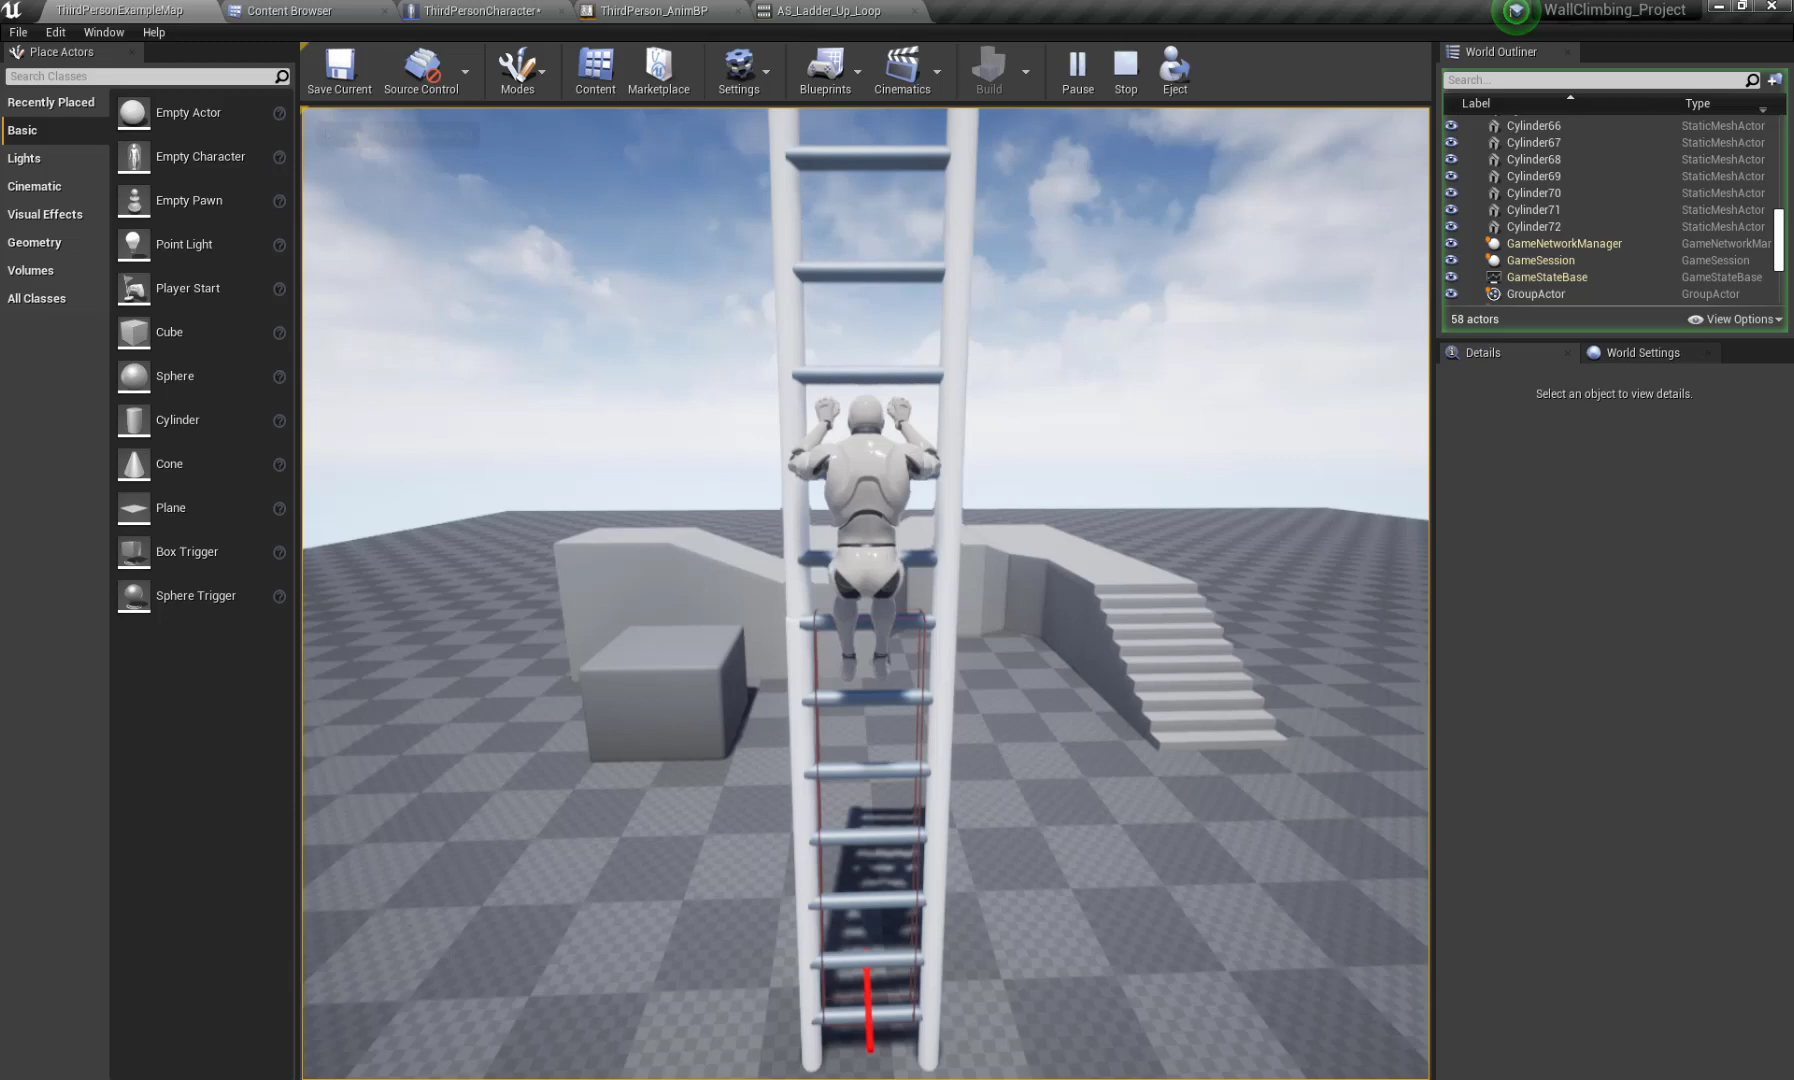 ThirdPersonExampleMap
Content Browser
ThirdPersonCharacter*
ThirdPerson_AnimBP
AS_Ladder_Up_Loop
WallClimbing_Project
File
Edit
Window
Help
Place Actors
Search Classes
Recently Placed
Basic
Lights
Cinematic
Visual Effects
Geometry
Volumes
All Classes
Empty Actor
Empty Character
Empty Pawn
Point Light
Player Start
Cube
Sphere
Cylinder
Cone
Plane
Box Trigger
Sphere Trigger
Save Current
Source Control
Modes
Content
Marketplace
Settings
Blueprints
Cinematics
Build
Pause
Stop
Eject
World Outliner
Search...
Label
Type
Cylinder66 StaticMeshActor
Cylinder67 StaticMeshActor
Cylinder68 StaticMeshActor
Cylinder69 StaticMeshActor
Cylinder70 StaticMeshActor
Cylinder71 StaticMeshActor
Cylinder72 StaticMeshActor
GameNetworkManager GameNetworkMar
GameSession GameSession
GameStateBase GameStateBase
GroupActor GroupActor
58 actors
View Options
Details
World Settings
Select an object to view details.